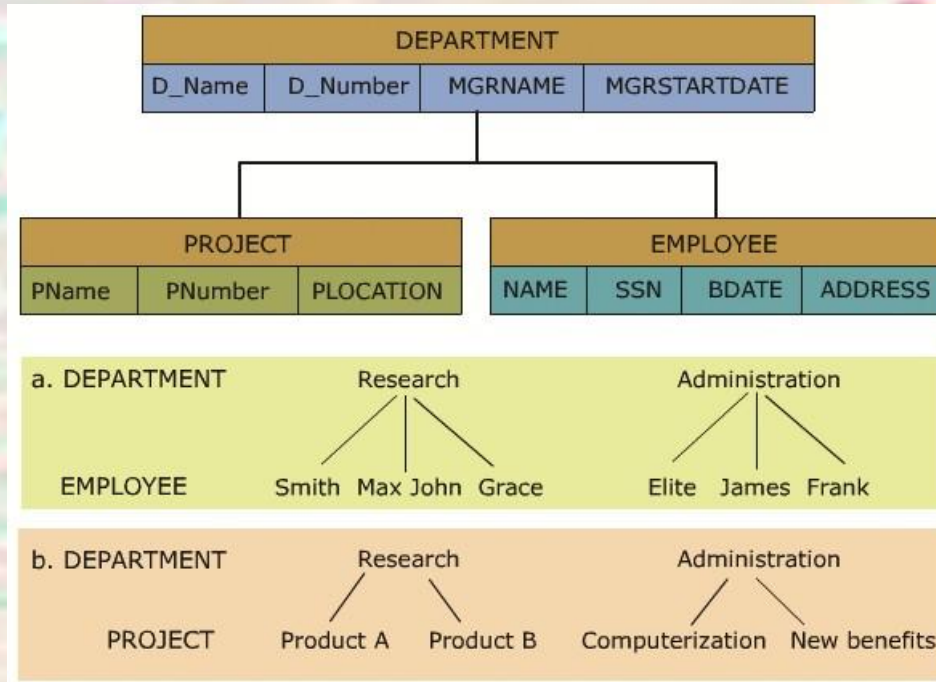 DEPARTMENT
D_Name D_Number MGRNAME MGRSTARTDATE
PROJECT
PName PNumber PLOCATION
EMPLOYEE
NAME SSN BDATE ADDRESS
a. DEPARTMENT Research Administration
EMPLOYEE Smith Max John Grace Elite James Frank
b. DEPARTMENT Research Administration
PROJECT Product A Product B Computerization New benefits